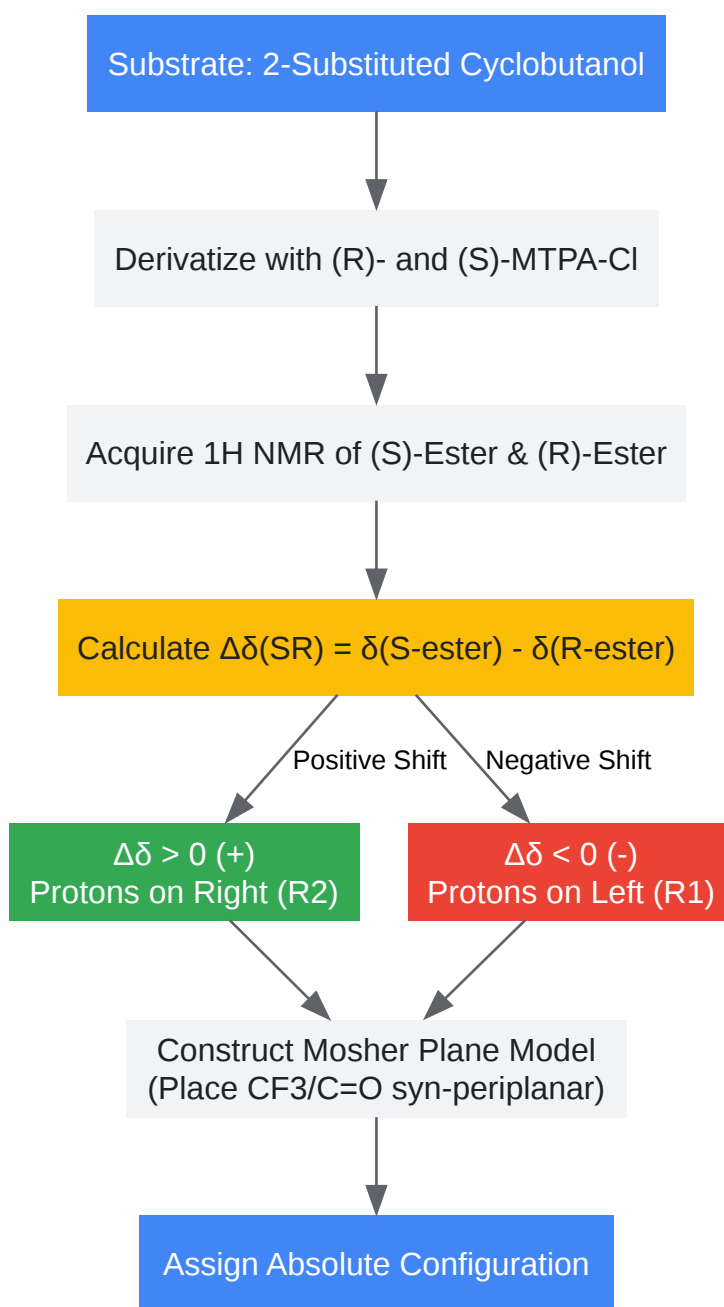 Substrate: 2-Substituted Cyclobutanol
Derivatize with (R)- and (S)-MTPA-Cl
Acquire 1H NMR of (S)-Ester & (R)-Ester
Calculate Δδ(SR) = δ(S-ester) - δ(R-ester)
Positive Shift
Negative Shift
Δδ > 0 (+)
Protons on Right (R2)
Δδ < 0 (-)
Protons on Left (R1)
Construct Mosher Plane Model
(Place CF3/C=O syn-periplanar)
Assign Absolute Configuration